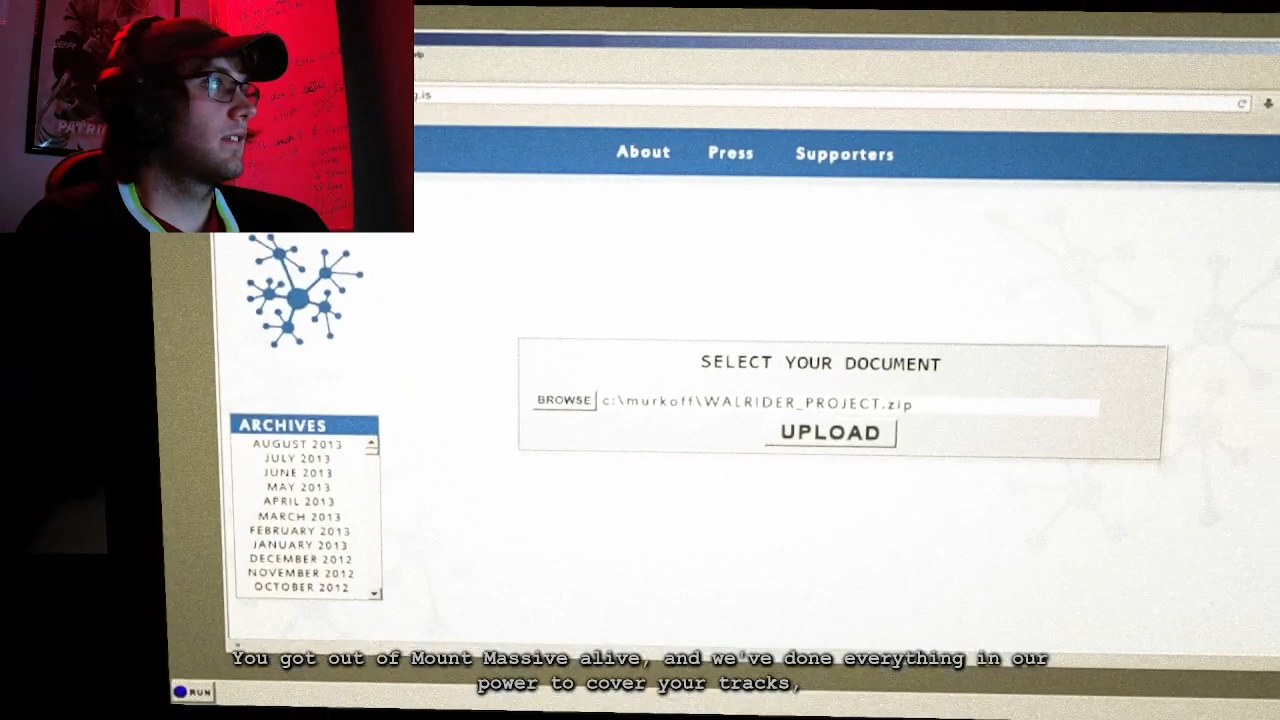 PATRI
g.is
About Press Supporters
SELECT YOUR DOCUMENT
BROWSE c:\murkoff\WALRIDER_PROJECT.zip
UPLOAD
ARCHIVES
AUGUST 2013
JULY 2013
JUNE 2013
MAY 2013
APRIL 2013
MARCH 2013
FEBRUARY 2013
JANUARY 2013
DECEMBER 2012
NOVEMBER 2012
OCTOBER 2012
You got out of Mount Massive alive, and we've done everything in our
power to cover your tracks,
RUN